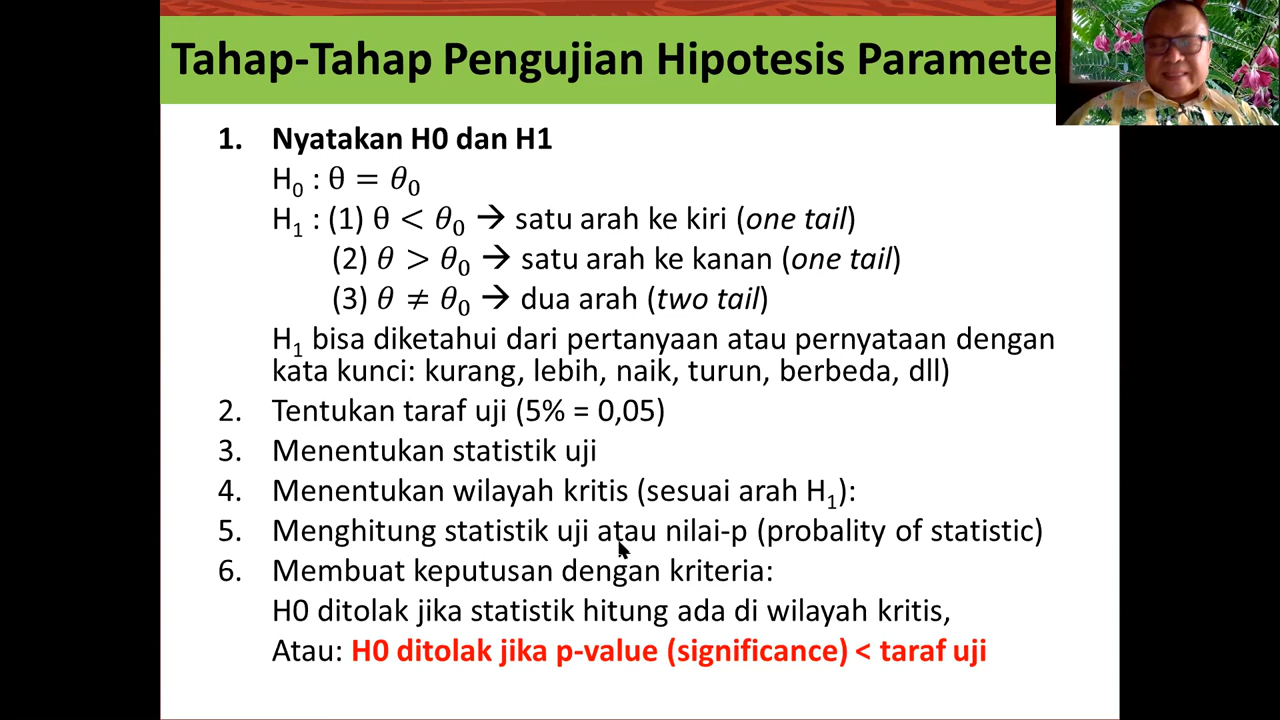 Tahap-Tahap Pengujian Hipotesis Parameter
1. Nyatakan H0 dan H1
H₀ : θ = θ₀
H₁ : (1) θ < θ₀ → satu arah ke kiri (one tail)
(2) θ > θ₀ → satu arah ke kanan (one tail)
(3) θ ≠ θ₀ → dua arah (two tail)
H₁ bisa diketahui dari pertanyaan atau pernyataan dengan
kata kunci: kurang, lebih, naik, turun, berbeda, dll)
2. Tentukan taraf uji (5% = 0,05)
3. Menentukan statistik uji
4. Menentukan wilayah kritis (sesuai arah H₁):
5. Menghitung statistik uji atau nilai-p (probality of statistic)
6. Membuat keputusan dengan kriteria:
H0 ditolak jika statistik hitung ada di wilayah kritis,
Atau: H0 ditolak jika p-value (significance) < taraf uji